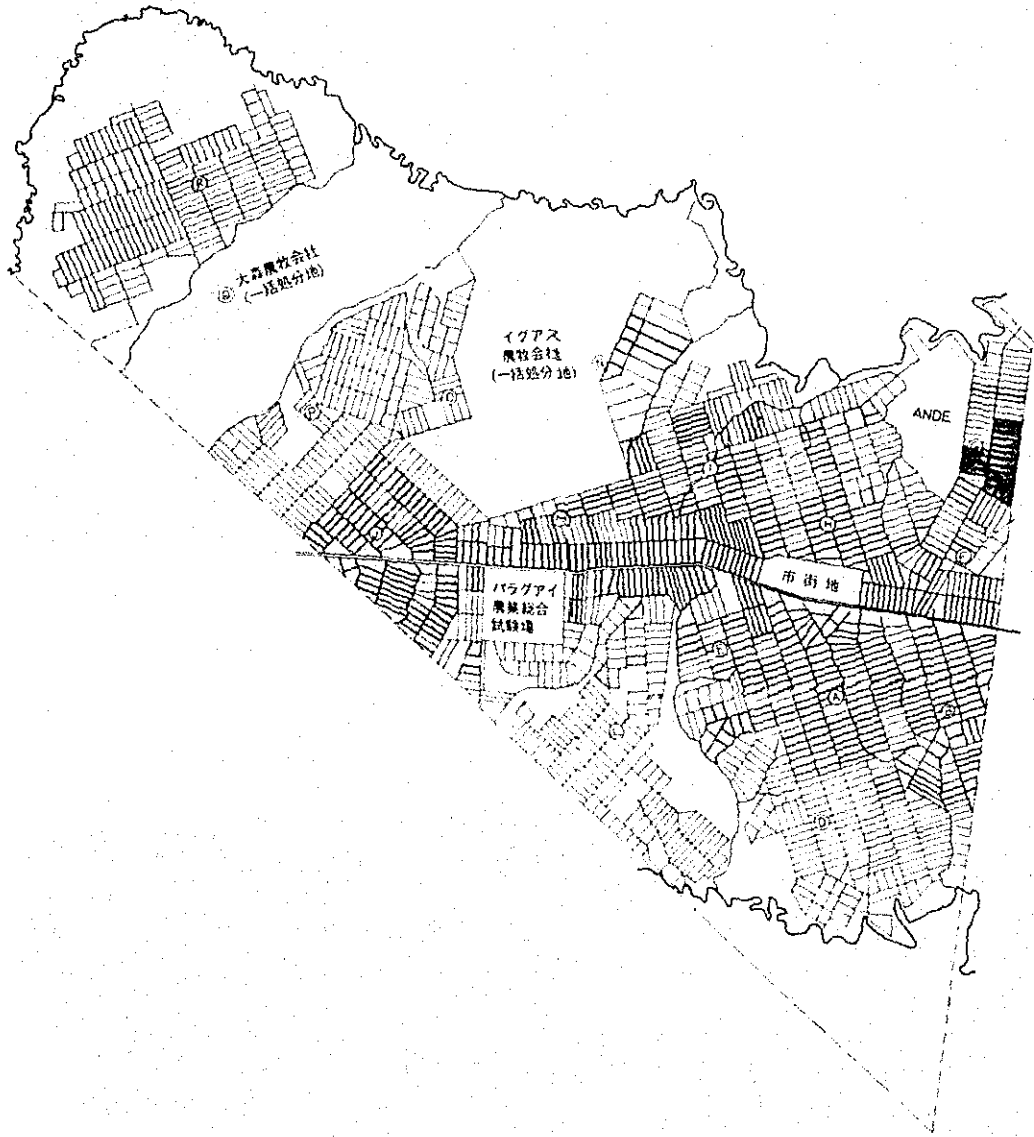 Ⓡ
大森農牧会社
(一括処分地)
イグアス
農牧会社
(一括処分地)
ANDE
Ⓟ
Ⓗ
市街地
パラグアイ
農業総合
試験場
Ⓔ
Ⓐ
Ⓑ
Ⓓ